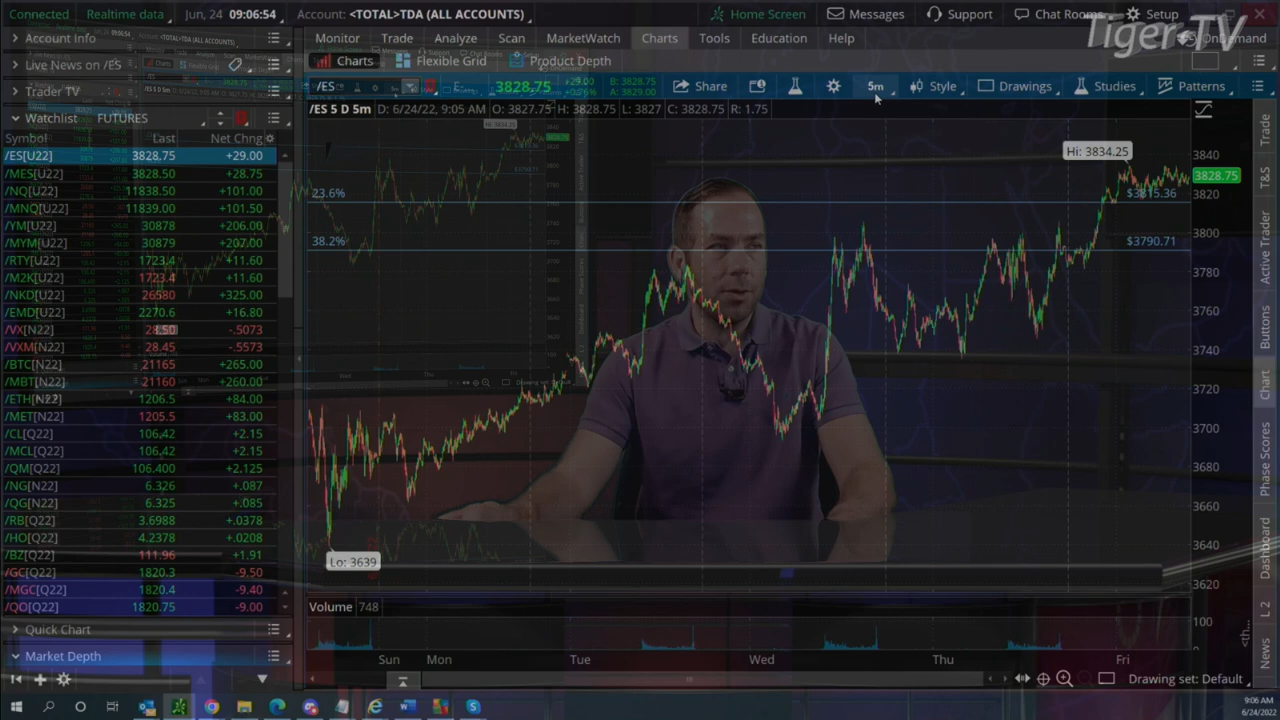 Connected Realtime data Jun, 24 09:06:54 Account: <TOTAL>TDA (ALL ACCOUNTS) Home Screen Messages Support Chat Rooms Setup
TigerTV
OnDemand
Account Info
Monitor Trade Analyze Scan MarketWatch Charts Tools Education Help
Live News on /ES
Charts Flexible Grid Product Depth
Trader TV
/ES 3828.75 +29.00 +0.76% B: 3828.75 A: 3829.00 Share 5m Style Drawings Studies Patterns
/ES 5 D 5m D: 6/24/22, 9:05 AM O: 3827.75 H: 3828.75 L: 3827 C: 3828.75 R: 1.75
Watchlist FUTURES
Symbol Last Net Chng
/ES[U22] 3828.75 +29.00
/MES[U22] 3828.50 +28.75
/NQ[U22] 11838.50 +101.00
/MNQ[U22] 11839.00 +101.50
/YM[U22] 30878 +206.00
/MYM[U22] 30879 +207.00
/RTY[U22] 1723.4 +11.60
/M2K[U22] 1723.4 +11.60
/NKD[U22] 26580 +325.00
/EMD[U22] 2270.6 +16.80
/VX[N22] 28.50 -.5073
/VXM[N22] 28.45 -.5573
/BTC[N22] 21165 +265.00
/MBT[N22] 21160 +260.00
/ETH[N22] 1206.5 +84.00
/MET[N22] 1205.5 +83.00
/CL[Q22] 106.42 +2.15
/MCL[Q22] 106.42 +2.15
/QM[Q22] 106.400 +2.125
/NG[N22] 6.326 +.087
/QG[N22] 6.325 +.085
/RB[Q22] 3.6988 +.0378
/HO[Q22] 4.2378 +.0208
/BZ[Q22] 111.96 +1.91
/GC[Q22] 1820.3 -9.50
/MGC[Q22] 1820.4 -9.40
/QO[Q22] 1820.75 -9.00
Quick Chart
Market Depth
Hi: 3834.25
23.6% $3815.36
38.2% $3790.71
Lo: 3639
3840
3828.75
3820
3800
3780
3760
3740
3720
3700
3680
3660
3640
3620
Volume 748
100
0
Sun Mon Tue Wed Thu Fri
Drawing set: Default
Trade
T&S
Active Trader
Buttons
Chart
Phase Scores
Dashboard
L 2
News
9:06 AM
6/24/2022